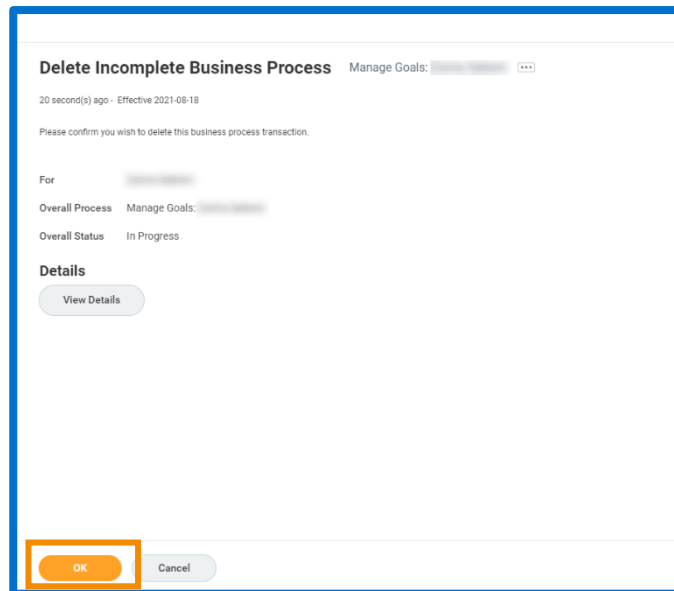 Delete Incomplete Business Process Manage Goals:
20 second(s) ago - Effective 2021-08-18
Please confirm you wish to delete this business process transaction.
For
Overall Process Manage Goals:
Overall Status In Progress
Details
View Details
OK Cancel